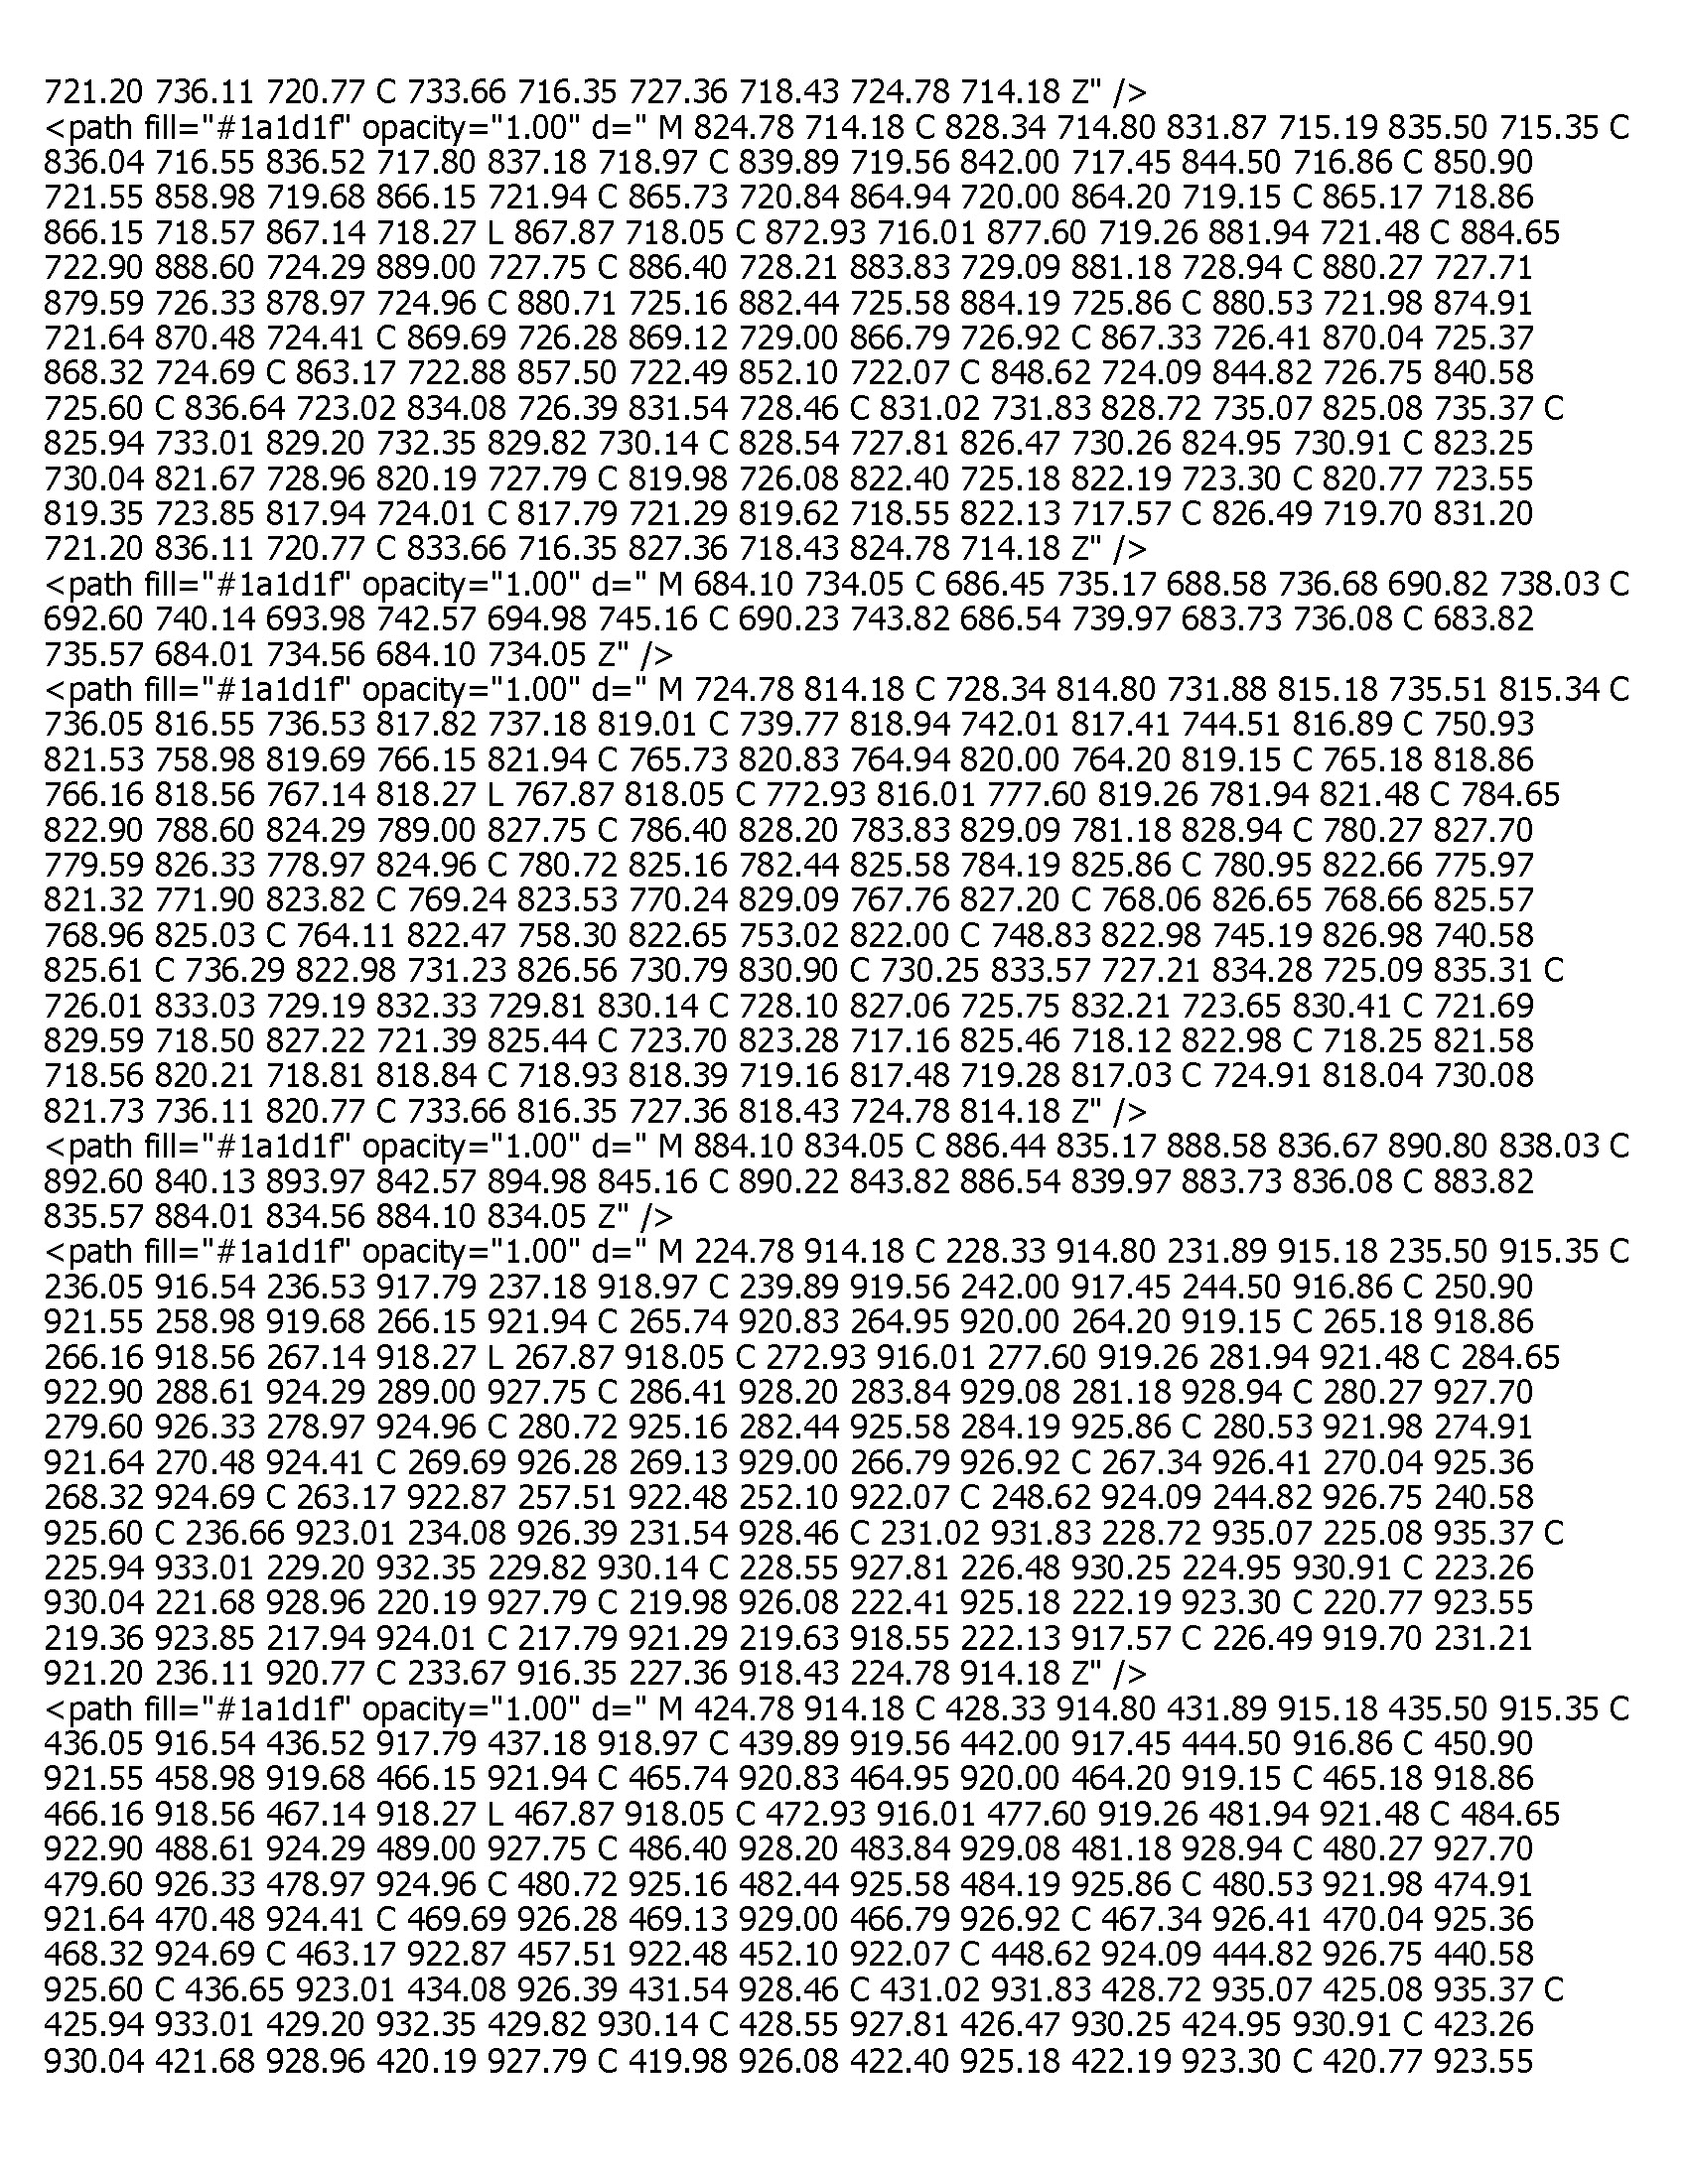 721.20 736.11 720.77 C 733.66 716.35 727.36 718.43 724.78 714.18 Z" />
<path fill="#1a1d1f" opacity="1.00" d=" M 824.78 714.18 C 828.34 714.80 831.87 715.19 835.50 715.35 C
836.04 716.55 836.52 717.80 837.18 718.97 C 839.89 719.56 842.00 717.45 844.50 716.86 C 850.90
721.55 858.98 719.68 866.15 721.94 C 865.73 720.84 864.94 720.00 864.20 719.15 C 865.17 718.86
866.15 718.57 867.14 718.27 L 867.87 718.05 C 872.93 716.01 877.60 719.26 881.94 721.48 C 884.65
722.90 888.60 724.29 889.00 727.75 C 886.40 728.21 883.83 729.09 881.18 728.94 C 880.27 727.71
879.59 726.33 878.97 724.96 C 880.71 725.16 882.44 725.58 884.19 725.86 C 880.53 721.98 874.91
721.64 870.48 724.41 C 869.69 726.28 869.12 729.00 866.79 726.92 C 867.33 726.41 870.04 725.37
868.32 724.69 C 863.17 722.88 857.50 722.49 852.10 722.07 C 848.62 724.09 844.82 726.75 840.58
725.60 C 836.64 723.02 834.08 726.39 831.54 728.46 C 831.02 731.83 828.72 735.07 825.08 735.37 C
825.94 733.01 829.20 732.35 829.82 730.14 C 828.54 727.81 826.47 730.26 824.95 730.91 C 823.25
730.04 821.67 728.96 820.19 727.79 C 819.98 726.08 822.40 725.18 822.19 723.30 C 820.77 723.55
819.35 723.85 817.94 724.01 C 817.79 721.29 819.62 718.55 822.13 717.57 C 826.49 719.70 831.20
721.20 836.11 720.77 C 833.66 716.35 827.36 718.43 824.78 714.18 Z" />
<path fill="#1a1d1f" opacity="1.00" d=" M 684.10 734.05 C 686.45 735.17 688.58 736.68 690.82 738.03 C
692.60 740.14 693.98 742.57 694.98 745.16 C 690.23 743.82 686.54 739.97 683.73 736.08 C 683.82
735.57 684.01 734.56 684.10 734.05 Z" />
<path fill="#1a1d1f" opacity="1.00" d=" M 724.78 814.18 C 728.34 814.80 731.88 815.18 735.51 815.34 C
736.05 816.55 736.53 817.82 737.18 819.01 C 739.77 818.94 742.01 817.41 744.51 816.89 C 750.93
821.53 758.98 819.69 766.15 821.94 C 765.73 820.83 764.94 820.00 764.20 819.15 C 765.18 818.86
766.16 818.56 767.14 818.27 L 767.87 818.05 C 772.93 816.01 777.60 819.26 781.94 821.48 C 784.65
822.90 788.60 824.29 789.00 827.75 C 786.40 828.20 783.83 829.09 781.18 828.94 C 780.27 827.70
779.59 826.33 778.97 824.96 C 780.72 825.16 782.44 825.58 784.19 825.86 C 780.95 822.66 775.97
821.32 771.90 823.82 C 769.24 823.53 770.24 829.09 767.76 827.20 C 768.06 826.65 768.66 825.57
768.96 825.03 C 764.11 822.47 758.30 822.65 753.02 822.00 C 748.83 822.98 745.19 826.98 740.58
825.61 C 736.29 822.98 731.23 826.56 730.79 830.90 C 730.25 833.57 727.21 834.28 725.09 835.31 C
726.01 833.03 729.19 832.33 729.81 830.14 C 728.10 827.06 725.75 832.21 723.65 830.41 C 721.69
829.59 718.50 827.22 721.39 825.44 C 723.70 823.28 717.16 825.46 718.12 822.98 C 718.25 821.58
718.56 820.21 718.81 818.84 C 718.93 818.39 719.16 817.48 719.28 817.03 C 724.91 818.04 730.08
821.73 736.11 820.77 C 733.66 816.35 727.36 818.43 724.78 814.18 Z" />
<path fill="#1a1d1f" opacity="1.00" d=" M 884.10 834.05 C 886.44 835.17 888.58 836.67 890.80 838.03 C
892.60 840.13 893.97 842.57 894.98 845.16 C 890.22 843.82 886.54 839.97 883.73 836.08 C 883.82
835.57 884.01 834.56 884.10 834.05 Z" />
<path fill="#1a1d1f" opacity="1.00" d=" M 224.78 914.18 C 228.33 914.80 231.89 915.18 235.50 915.35 C
236.05 916.54 236.53 917.79 237.18 918.97 C 239.89 919.56 242.00 917.45 244.50 916.86 C 250.90
921.55 258.98 919.68 266.15 921.94 C 265.74 920.83 264.95 920.00 264.20 919.15 C 265.18 918.86
266.16 918.56 267.14 918.27 L 267.87 918.05 C 272.93 916.01 277.60 919.26 281.94 921.48 C 284.65
922.90 288.61 924.29 289.00 927.75 C 286.41 928.20 283.84 929.08 281.18 928.94 C 280.27 927.70
279.60 926.33 278.97 924.96 C 280.72 925.16 282.44 925.58 284.19 925.86 C 280.53 921.98 274.91
921.64 270.48 924.41 C 269.69 926.28 269.13 929.00 266.79 926.92 C 267.34 926.41 270.04 925.36
268.32 924.69 C 263.17 922.87 257.51 922.48 252.10 922.07 C 248.62 924.09 244.82 926.75 240.58
925.60 C 236.66 923.01 234.08 926.39 231.54 928.46 C 231.02 931.83 228.72 935.07 225.08 935.37 C
225.94 933.01 229.20 932.35 229.82 930.14 C 228.55 927.81 226.48 930.25 224.95 930.91 C 223.26
930.04 221.68 928.96 220.19 927.79 C 219.98 926.08 222.41 925.18 222.19 923.30 C 220.77 923.55
219.36 923.85 217.94 924.01 C 217.79 921.29 219.63 918.55 222.13 917.57 C 226.49 919.70 231.21
921.20 236.11 920.77 C 233.67 916.35 227.36 918.43 224.78 914.18 Z" />
<path fill="#1a1d1f" opacity="1.00" d=" M 424.78 914.18 C 428.33 914.80 431.89 915.18 435.50 915.35 C
436.05 916.54 436.52 917.79 437.18 918.97 C 439.89 919.56 442.00 917.45 444.50 916.86 C 450.90
921.55 458.98 919.68 466.15 921.94 C 465.74 920.83 464.95 920.00 464.20 919.15 C 465.18 918.86
466.16 918.56 467.14 918.27 L 467.87 918.05 C 472.93 916.01 477.60 919.26 481.94 921.48 C 484.65
922.90 488.61 924.29 489.00 927.75 C 486.40 928.20 483.84 929.08 481.18 928.94 C 480.27 927.70
479.60 926.33 478.97 924.96 C 480.72 925.16 482.44 925.58 484.19 925.86 C 480.53 921.98 474.91
921.64 470.48 924.41 C 469.69 926.28 469.13 929.00 466.79 926.92 C 467.34 926.41 470.04 925.36
468.32 924.69 C 463.17 922.87 457.51 922.48 452.10 922.07 C 448.62 924.09 444.82 926.75 440.58
925.60 C 436.65 923.01 434.08 926.39 431.54 928.46 C 431.02 931.83 428.72 935.07 425.08 935.37 C
425.94 933.01 429.20 932.35 429.82 930.14 C 428.55 927.81 426.47 930.25 424.95 930.91 C 423.26
930.04 421.68 928.96 420.19 927.79 C 419.98 926.08 422.40 925.18 422.19 923.30 C 420.77 923.55